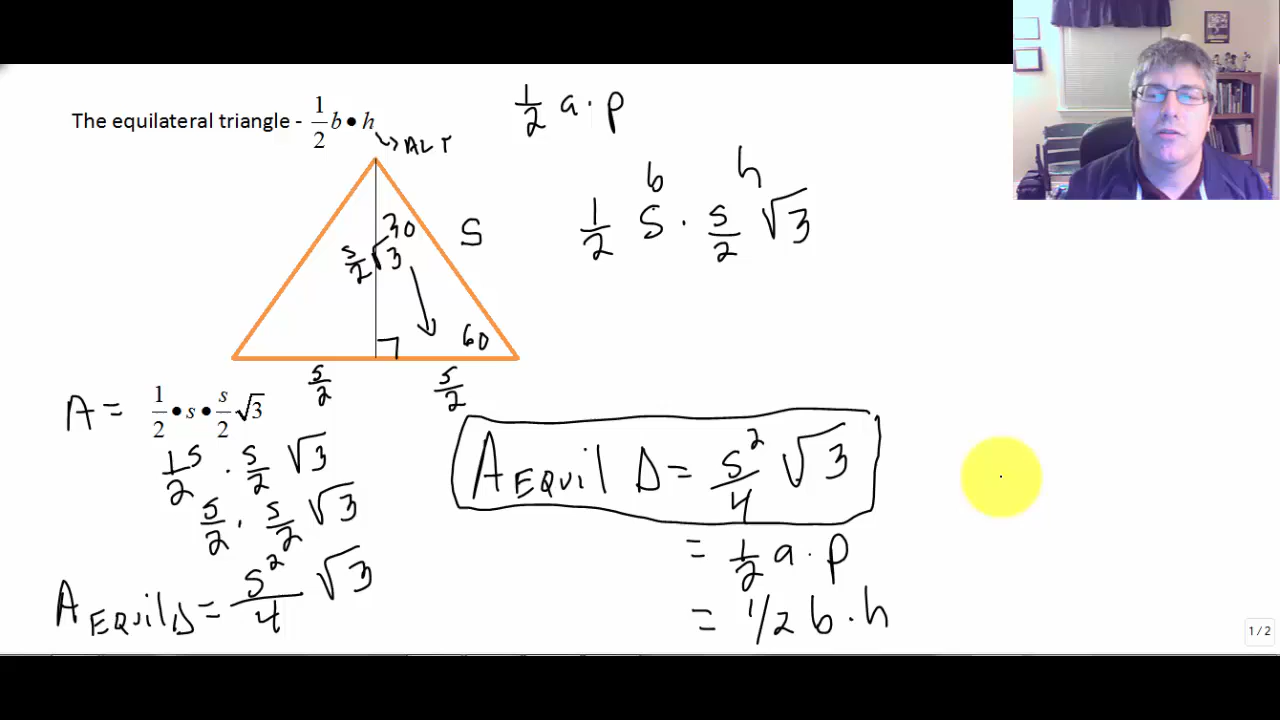 The equilateral triangle - 1/2 b • h
ALT
1/2 a · p
b h
1/2 s · s/2 √3
30
s/2 √3
S
60
s/2 s/2
A = 1/2 • s • s/2 √3
1/2 s · s/2 √3
s/2 · s/2 √3
A EQUIL Δ = s²/4 √3
A EQUIL Δ = s²/4 √3
= 1/2 a · p
= 1/2 b · h
1 / 2